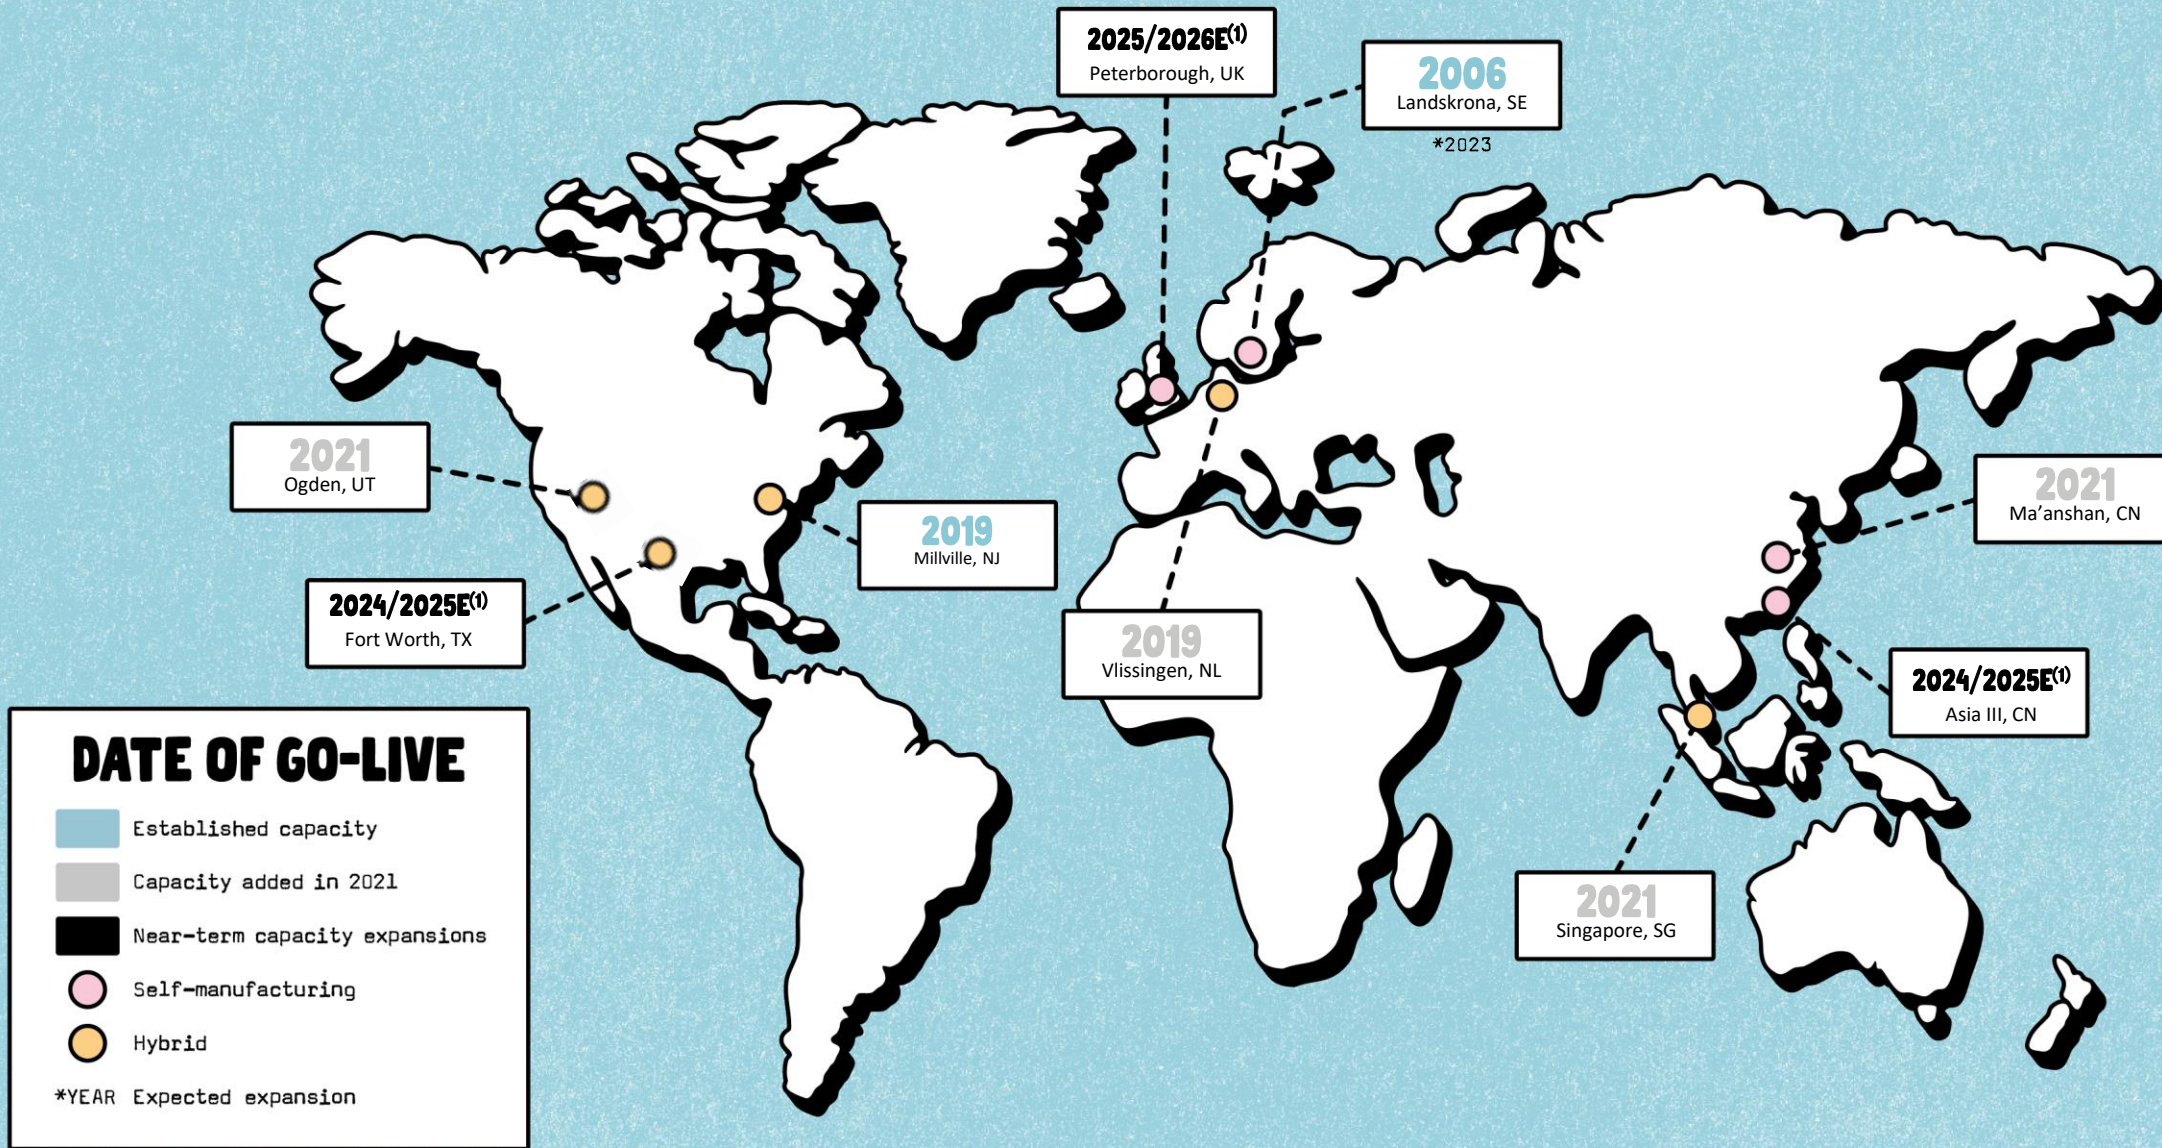 2025/2026E(1)
Peterborough, UK
2006
Landskrona, SE
*2023
2021
Ogden, UT
2019
Millville, NJ
2021
Ma’anshan, CN
2024/2025E(1)
Fort Worth, TX
2019
Vlissingen, NL
2024/2025E(1)
Asia III, CN
2021
Singapore, SG
DATE OF GO-LIVE
Established capacity
Capacity added in 2021
Near-term capacity expansions
Self-manufacturing
Hybrid
*YEAR Expected expansion